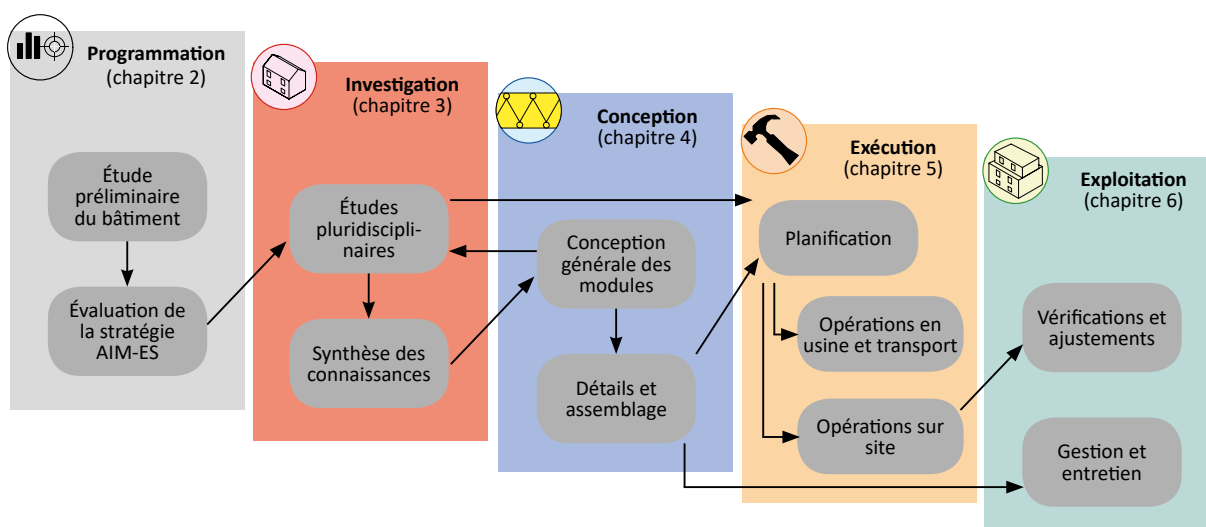 Programmation
(chapitre 2)
Étude
préliminaire
du bâtiment
Évaluation de
la stratégie
AIM-ES
Investigation
(chapitre 3)
Études
pluridiscipli-
naires
Synthèse des
connaissances
Conception
(chapitre 4)
Conception
générale des
modules
Détails et
assemblage
Exécution
(chapitre 5)
Planification
Opérations en
usine et transport
Opérations sur
site
Exploitation
(chapitre 6)
Vérifications et
ajustements
Gestion et
entretien